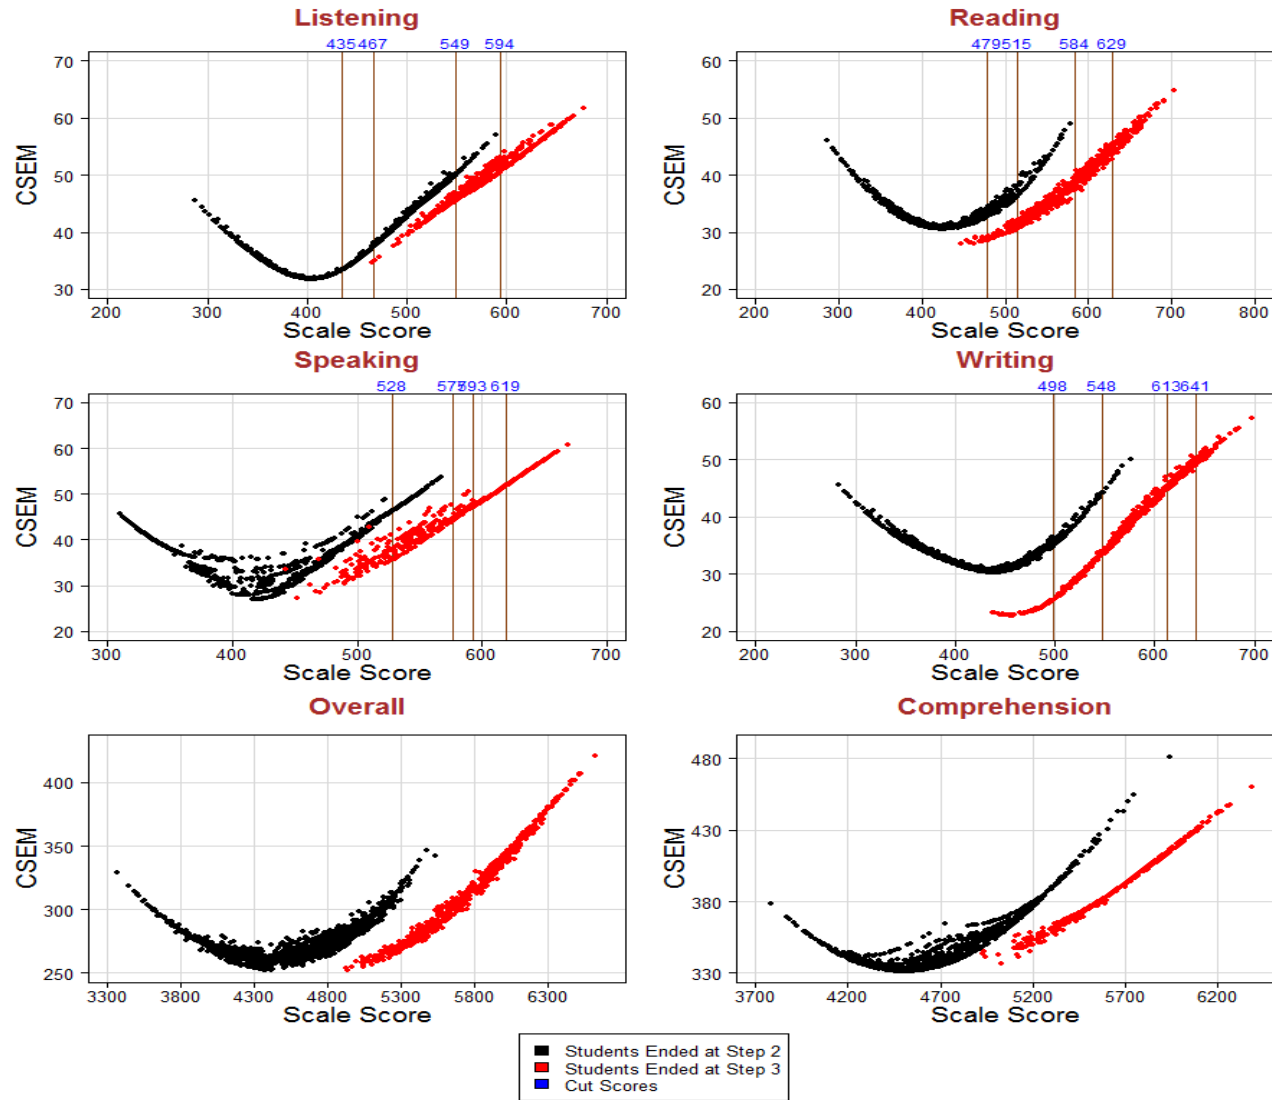 Listening
435 467 549 594
70
60
50
40
30
CSEM
200 300 400 500 600 700
Scale Score
Reading
479 515 584 629
60
50
40
30
20
CSEM
200 300 400 500 600 700 800
Scale Score
Speaking
528 577 593 619
70
60
50
40
30
20
CSEM
300 400 500 600 700
Scale Score
Writing
498 548 613 641
60
50
40
30
20
CSEM
200 300 400 500 600 700
Scale Score
Overall
400
350
300
250
CSEM
3300 3800 4300 4800 5300 5800 6300
Scale Score
Comprehension
480
430
380
330
CSEM
3700 4200 4700 5200 5700 6200
Scale Score
Students Ended at Step 2
Students Ended at Step 3
Cut Scores